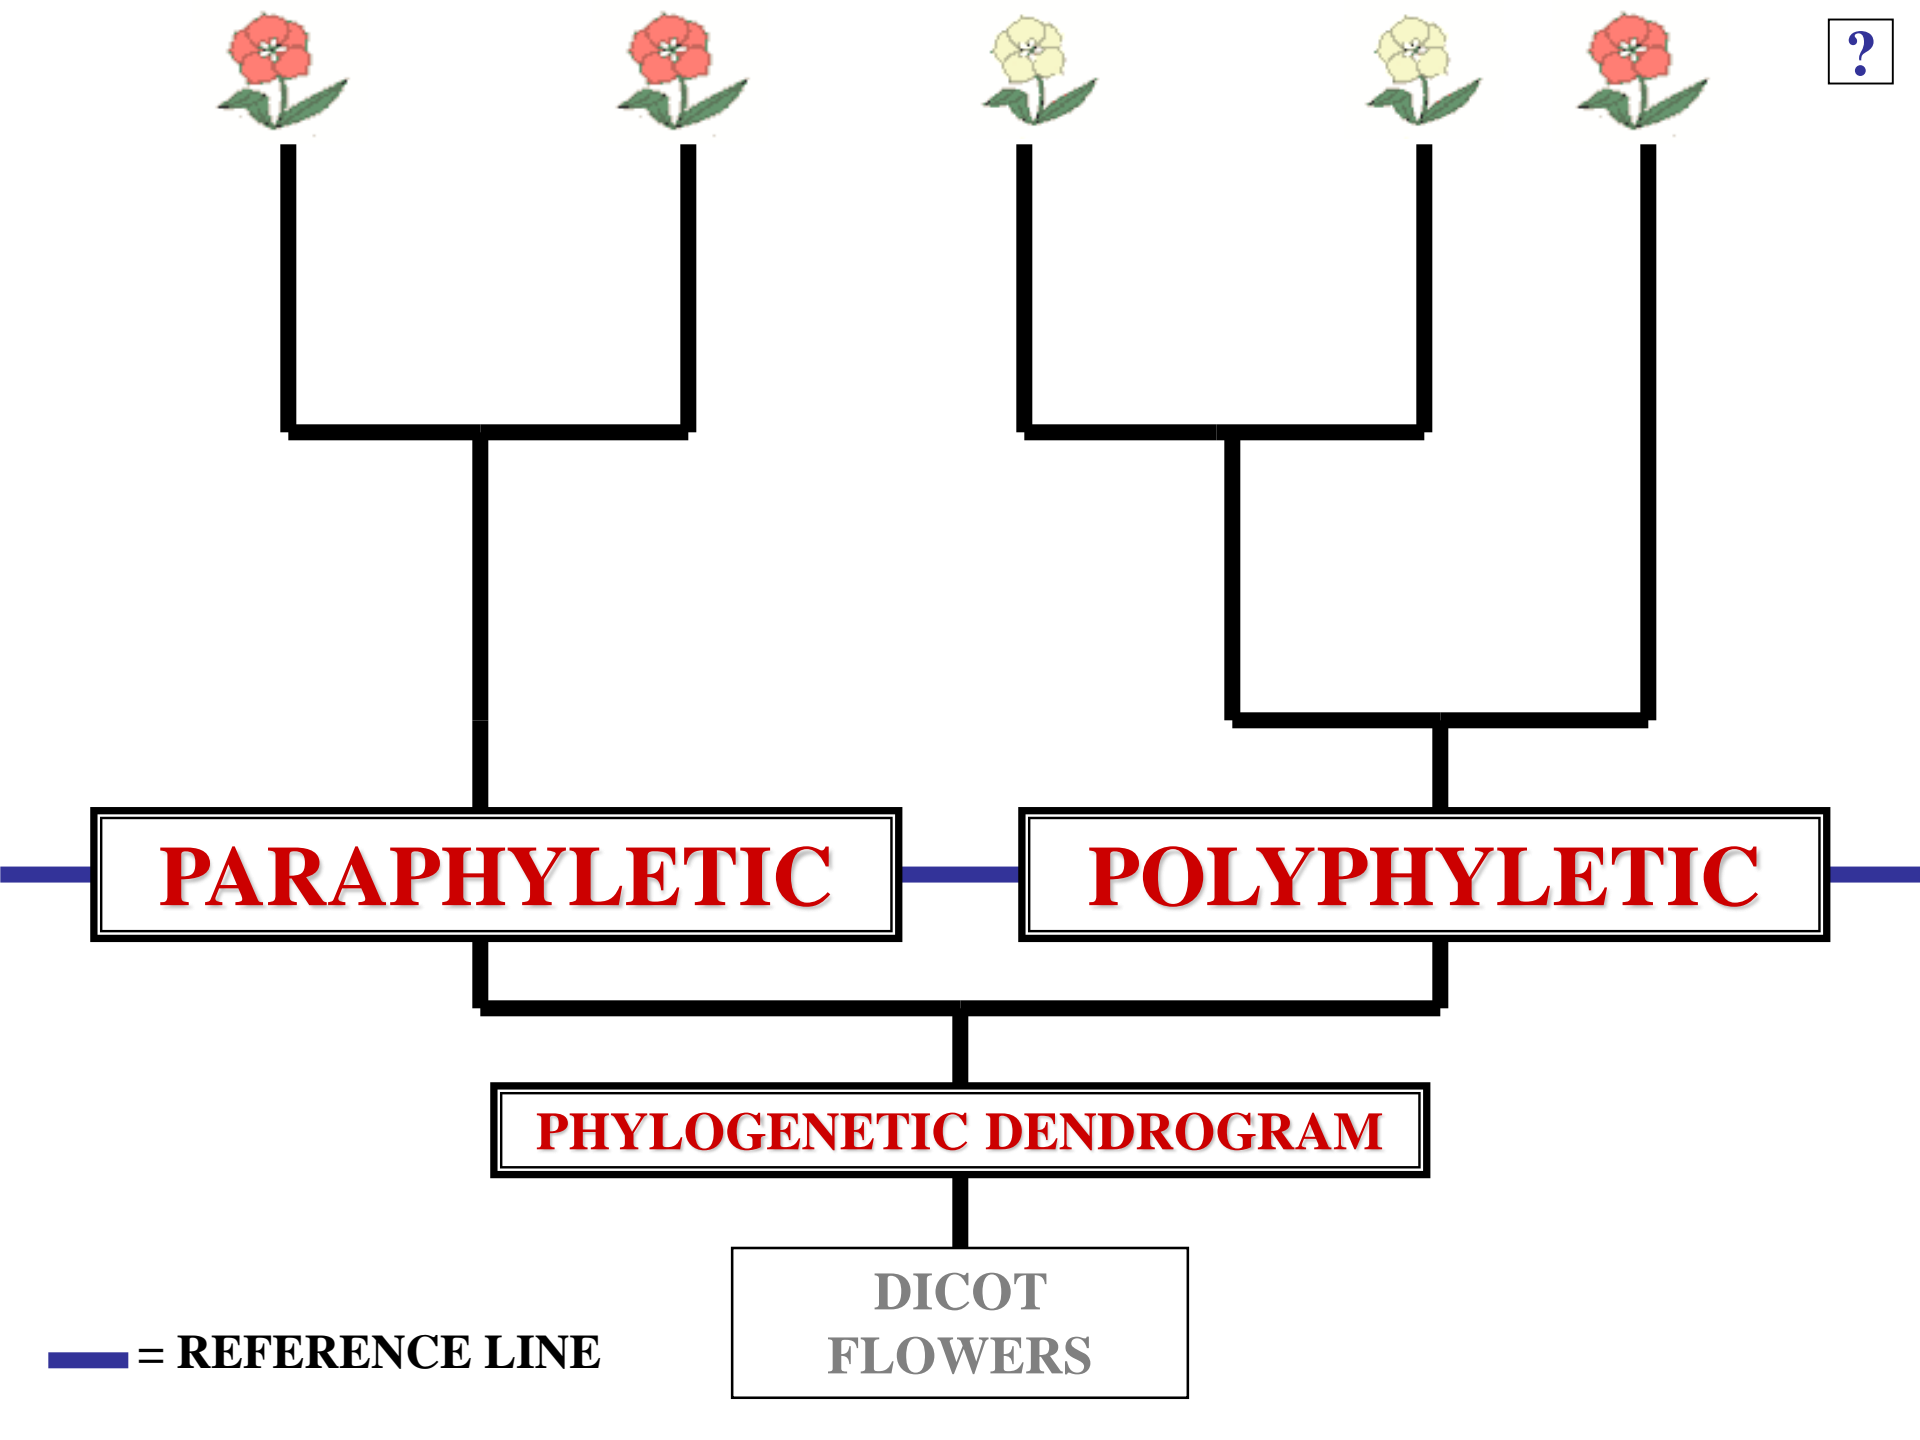 ?
PARAPHYLETIC
POLYPHYLETIC
PHYLOGENETIC DENDROGRAM
DICOT
FLOWERS
= REFERENCE LINE